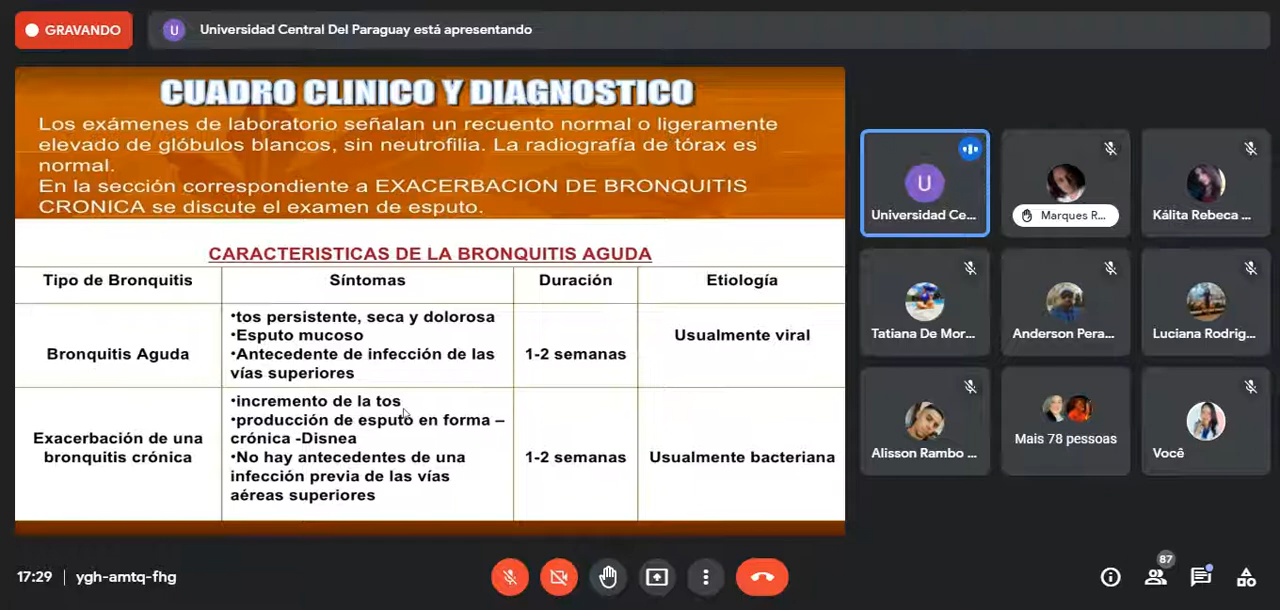 GRAVANDO
U
Universidad Central Del Paraguay está apresentando
CUADRO CLINICO Y DIAGNOSTICO
Los exámenes de laboratorio señalan un recuento normal o ligeramente
elevado de glóbulos blancos, sin neutrofilia. La radiografía de tórax es
normal.
En la sección correspondiente a EXACERBACION DE BRONQUITIS
CRONICA se discute el examen de esputo.
CARACTERISTICAS DE LA BRONQUITIS AGUDA
Tipo de Bronquitis
Síntomas
Duración
Etiología
Bronquitis Aguda
•tos persistente, seca y dolorosa
•Esputo mucoso
•Antecedente de infección de las
vías superiores
1-2 semanas
Usualmente viral
Exacerbación de una
bronquitis crónica
•incremento de la tos
•producción de esputo en forma –
crónica -Disnea
•No hay antecedentes de una
infección previa de las vías
aéreas superiores
1-2 semanas
Usualmente bacteriana
U
Universidad Ce...
Marques R...
Kálita Rebeca ...
Tatiana De Mor...
Anderson Pera...
Luciana Rodrig...
Alisson Rambo ...
Mais 78 pessoas
Você
17:29 | ygh-amtq-fhg
87